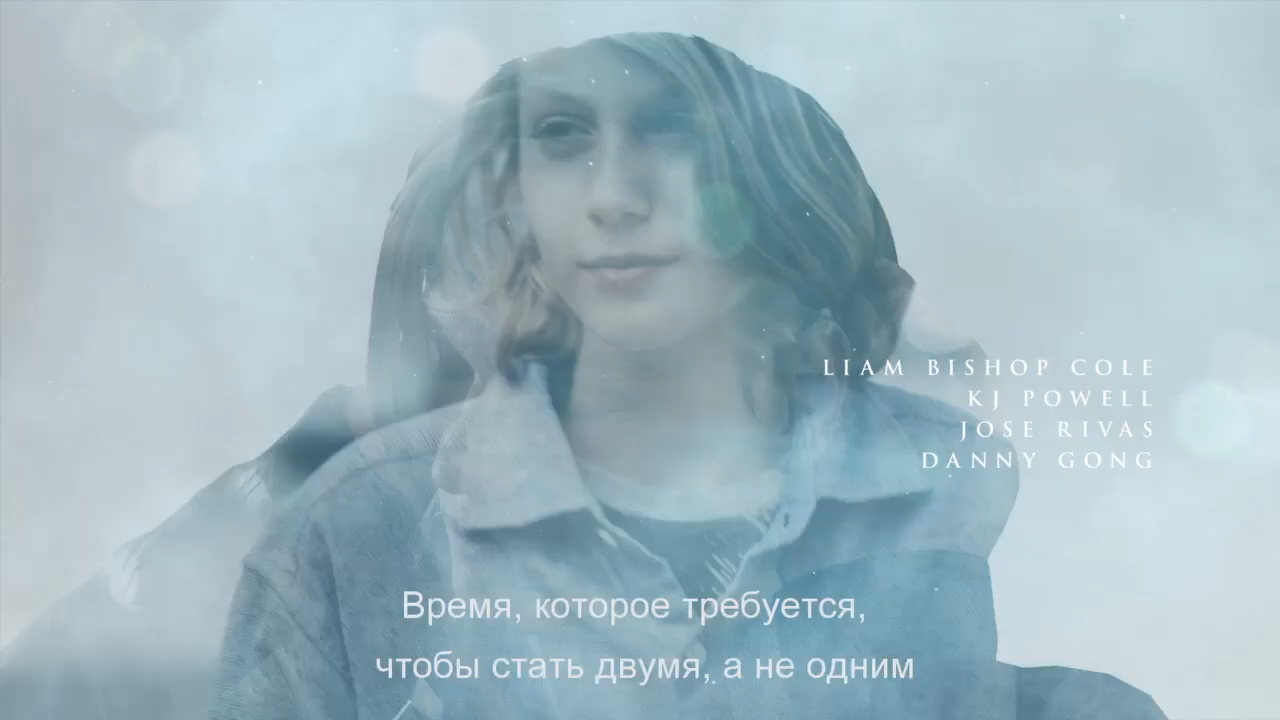 LIAM BISHOP COLE
KJ POWELL
JOSE RIVAS
DANNY GONG
Время, которое требуется,
чтобы стать двумя, а не одним